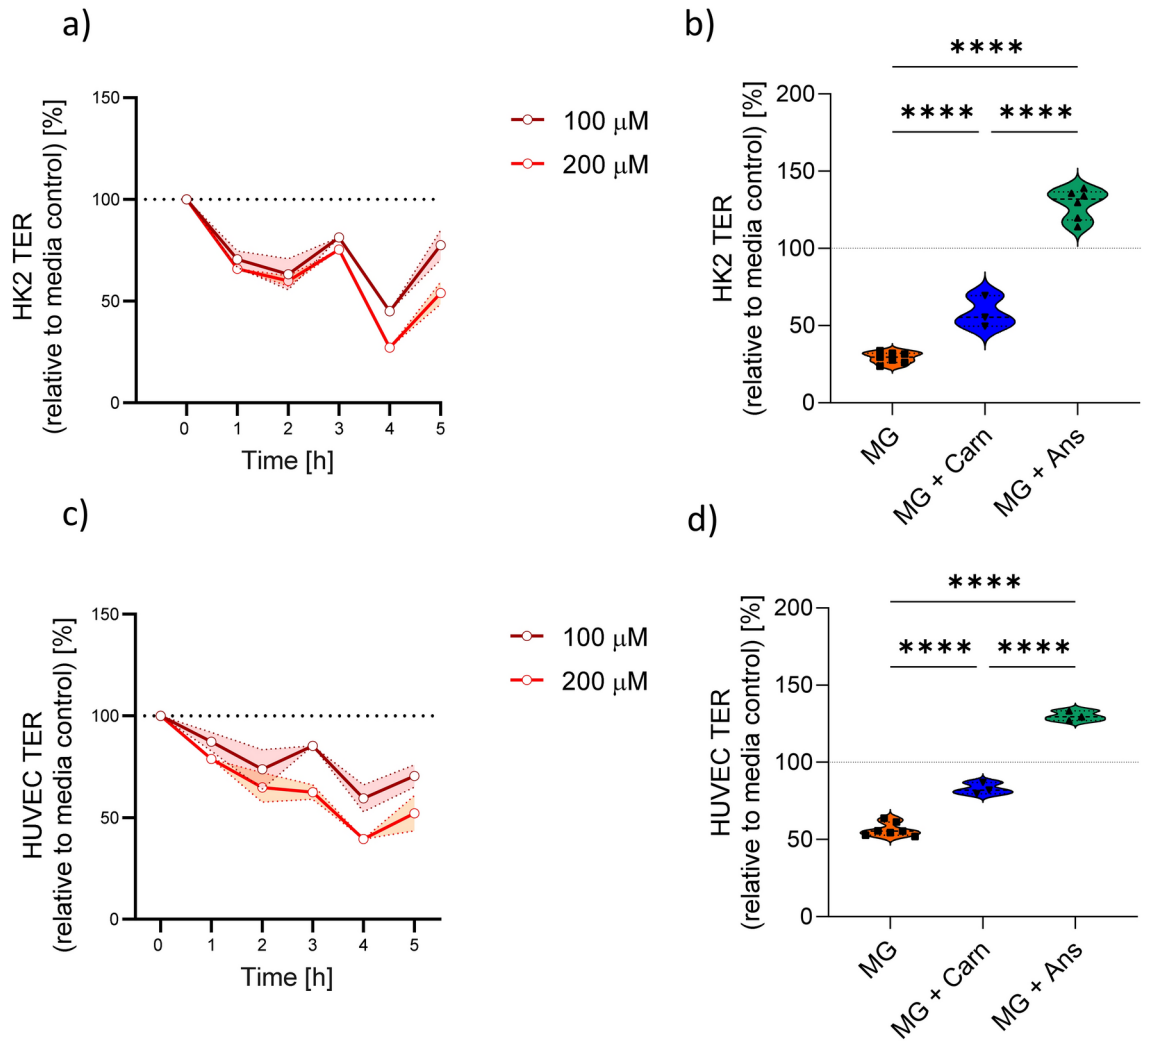 a)
HK2 TER
(relative to media control) [%]
150
100
50
0
0 1 2 3 4 5
Time [h]
100 μM
200 μM
b)
HK2 TER
(relative to media control) [%]
200
150
100
50
0
****
**** ****
MG
MG + Carn
MG + Ans
c)
HUVEC TER
(relative to media control) [%]
150
100
50
0
0 1 2 3 4 5
Time [h]
100 μM
200 μM
d)
HUVEC TER
(relative to media control) [%]
200
150
100
50
0
****
**** ****
MG
MG + Carn
MG + Ans